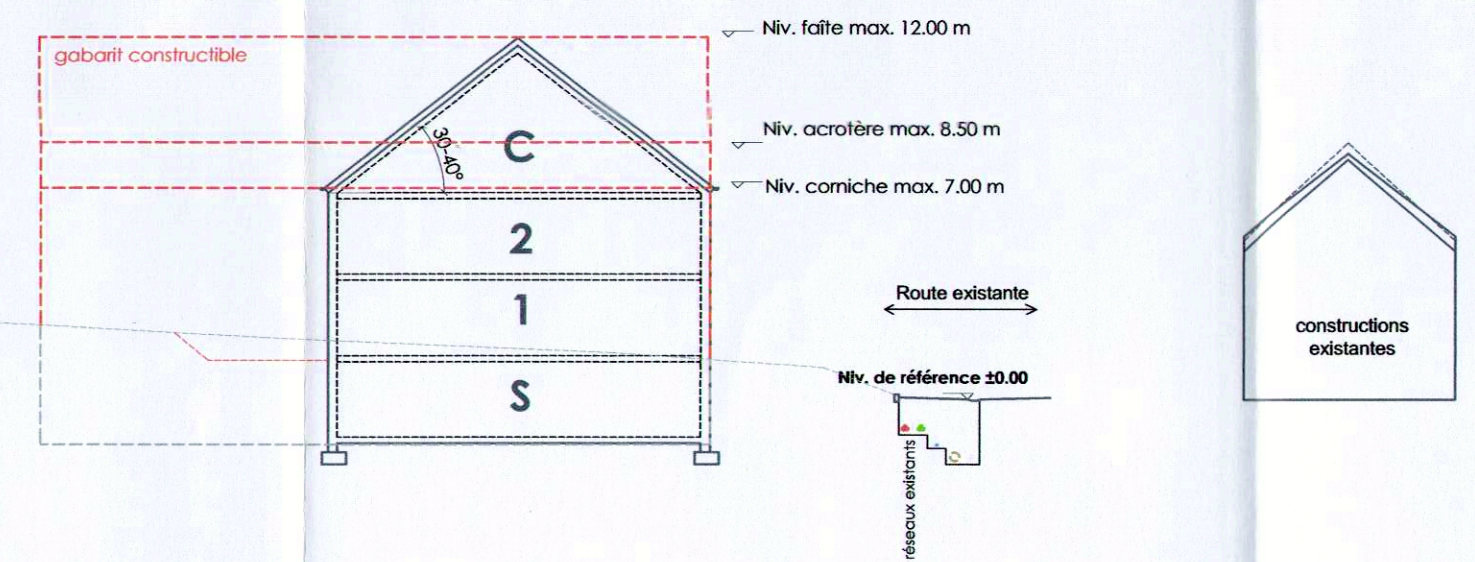 Niv. faîte max. 12.00 m
gabarit constructible
Niv. acrotère max. 8.50 m
30-40°
C
Niv. corniche max. 7.00 m
2
Route existante
1
constructions
existantes
Niv. de référence ±0.00
S
réseaux existants